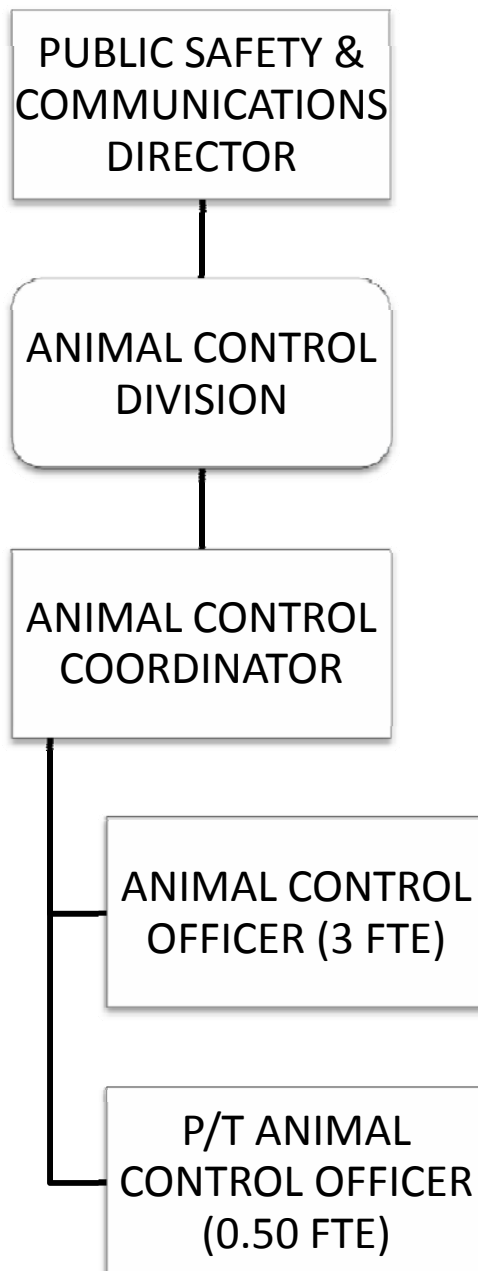 PUBLIC SAFETY &
COMMUNICATIONS
DIRECTOR
ANIMAL CONTROL
DIVISION
ANIMAL CONTROL
COORDINATOR
ANIMAL CONTROL
OFFICER (3 FTE)
P/T ANIMAL
CONTROL OFFICER
(0.50 FTE)